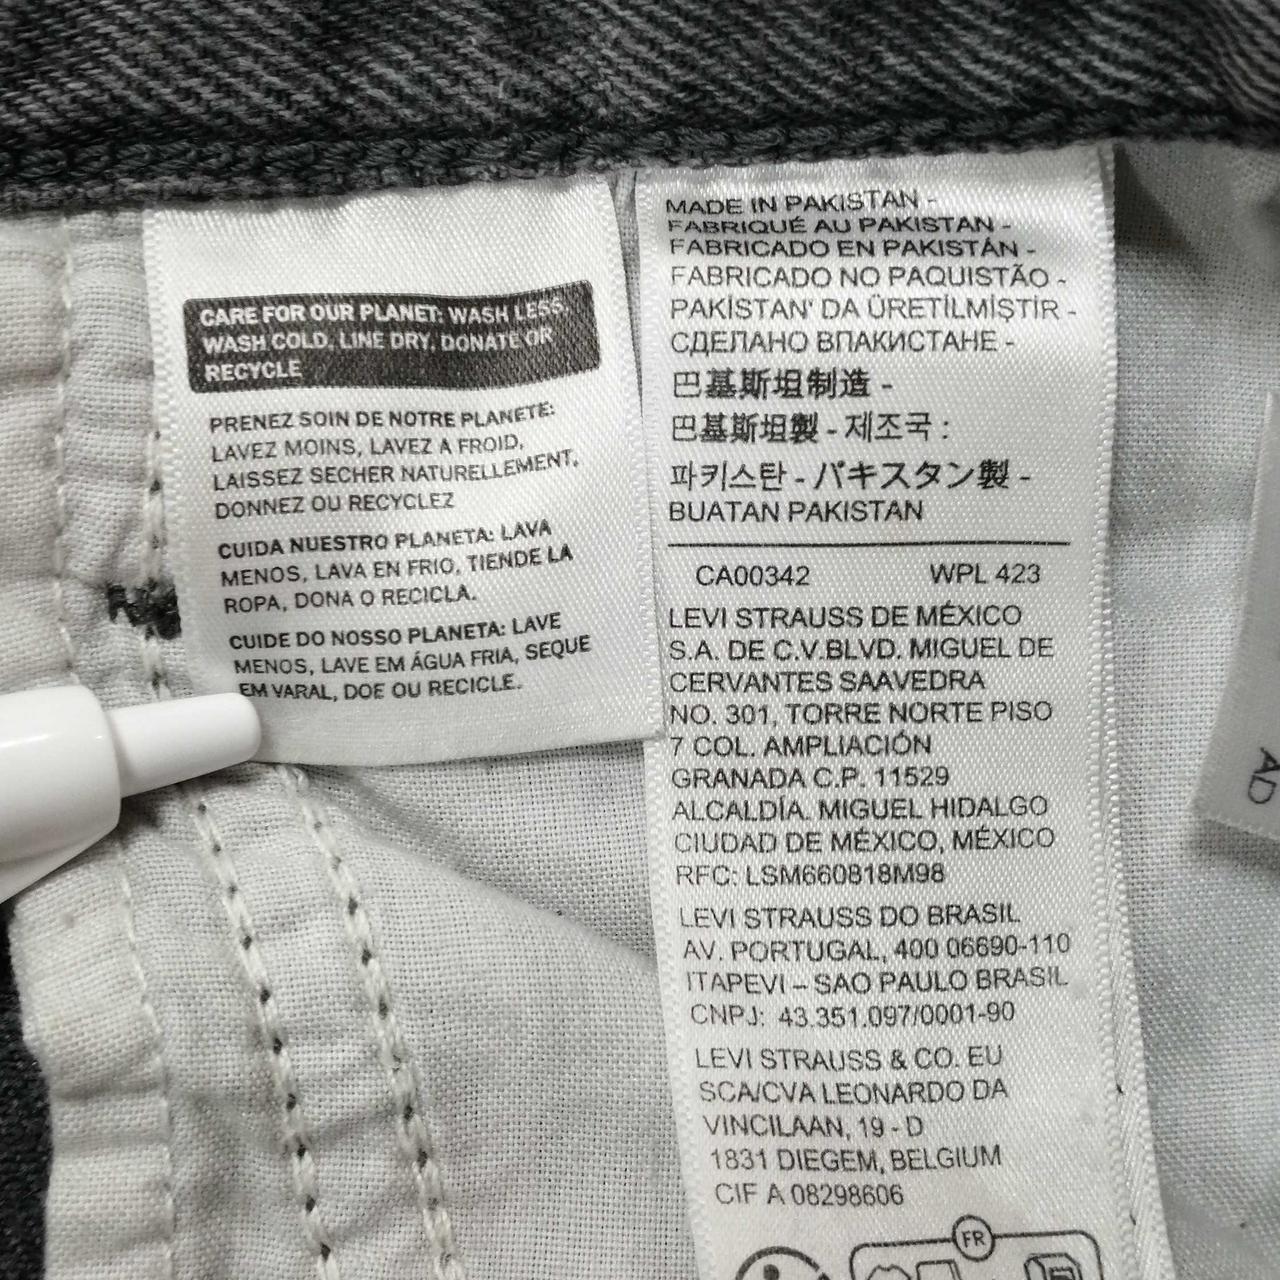 CARE FOR OUR PLANET: WASH LESS,
WASH COLD, LINE DRY, DONATE OR
RECYCLE
PRENEZ SOIN DE NOTRE PLANETE:
LAVEZ MOINS, LAVEZ A FROID,
LAISSEZ SECHER NATURELLEMENT,
DONNEZ OU RECYCLEZ
CUIDA NUESTRO PLANETA: LAVA
MENOS, LAVA EN FRIO, TIENDE LA
ROPA, DONA O RECICLA.
CUIDE DO NOSSO PLANETA: LAVE
MENOS, LAVE EM ÁGUA FRIA, SEQUE
EM VARAL, DOE OU RECICLE.
MADE IN PAKISTAN -
FABRIQUÉ AU PAKISTAN -
FABRICADO EN PAKISTÁN -
FABRICADO NO PAQUISTÃO -
PAKİSTAN' DA ÜRETİLMİŞTİR -
СДЕЛАНО ВПАКИСТАНЕ -
巴基斯坦制造 -
巴基斯坦製 - 제조국 :
파키스탄 - パキスタン製 -
BUATAN PAKISTAN
CA00342 WPL 423
LEVI STRAUSS DE MÉXICO
S.A. DE C.V.BLVD. MIGUEL DE
CERVANTES SAAVEDRA
NO. 301, TORRE NORTE PISO
7 COL. AMPLIACIÓN
GRANADA C.P. 11529
ALCALDÍA. MIGUEL HIDALGO
CIUDAD DE MÉXICO, MÉXICO
RFC: LSM660818M98
LEVI STRAUSS DO BRASIL
AV. PORTUGAL, 400 06690-110
ITAPEVI – SAO PAULO BRASIL
CNPJ: 43.351.097/0001-90
LEVI STRAUSS & CO. EU
SCA/CVA LEONARDO DA
VINCILAAN, 19 - D
1831 DIEGEM, BELGIUM
CIF A 08298606
FR
AD